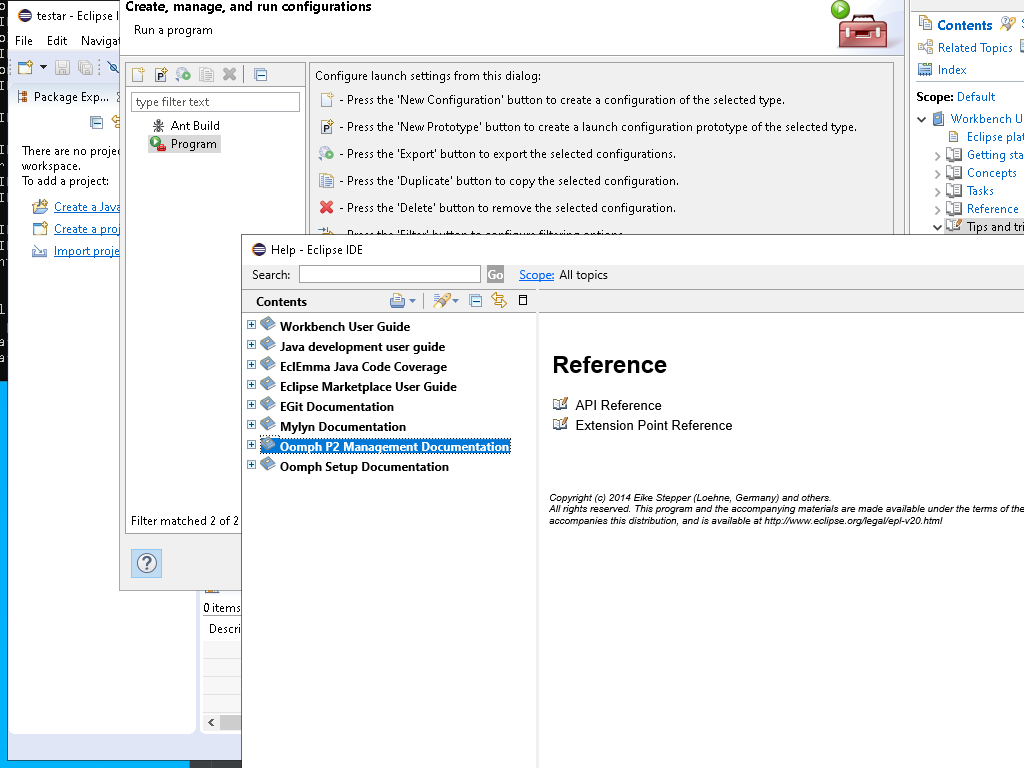 testar - Eclipse I
File Edit Navigat
Package Exp...
There are no projec
workspace.
To add a project:
Create a Java
Create a proj
Import proje
0 items
Descri
Create, manage, and run configurations
Run a program
type filter text
Ant Build
Program
Filter matched 2 of 2
Configure launch settings from this dialog:
- Press the 'New Configuration' button to create a configuration of the selected type.
- Press the 'New Prototype' button to create a launch configuration prototype of the selected type.
- Press the 'Export' button to export the selected configurations.
- Press the 'Duplicate' button to copy the selected configuration.
- Press the 'Delete' button to remove the selected configuration.
- Press the 'Filter' button to configure filtering options.
Contents
Related Topics
Index
Scope: Default
Workbench U
Eclipse plat
Getting sta
Concepts
Tasks
Reference
Tips and tri
Help - Eclipse IDE
Search: Go Scope: All topics
Contents
Workbench User Guide
Java development user guide
EclEmma Java Code Coverage
Eclipse Marketplace User Guide
EGit Documentation
Mylyn Documentation
Oomph P2 Management Documentation
Oomph Setup Documentation
Reference
API Reference
Extension Point Reference
Copyright (c) 2014 Eike Stepper (Loehne, Germany) and others.
All rights reserved. This program and the accompanying materials are made available under the terms of the
accompanies this distribution, and is available at http://www.eclipse.org/legal/epl-v20.html